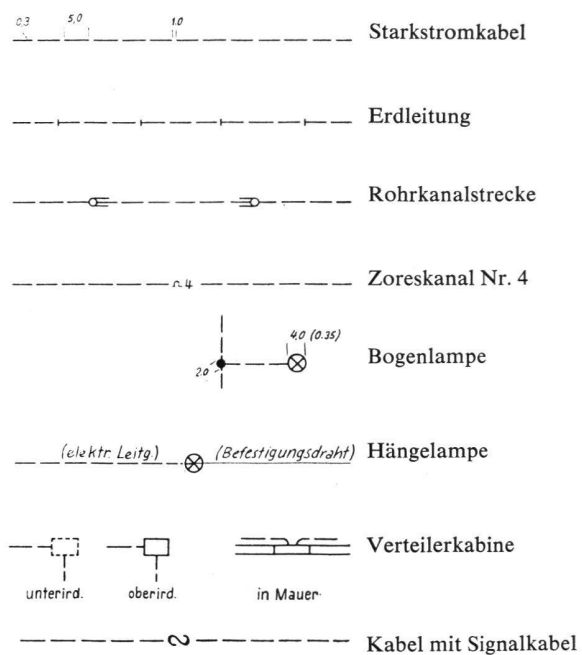 0,3 5,0 1.0
Starkstromkabel
Erdleitung
Rohrkanalstrecke
4
Zoreskanal Nr. 4
4,0 (0.35)
2.0
Bogenlampe
(elektr. Leitg.) (Befestigungsdraht)
Hängelampe
Verteilerkabine
unterird. oberird. in Mauer
Kabel mit Signalkabel